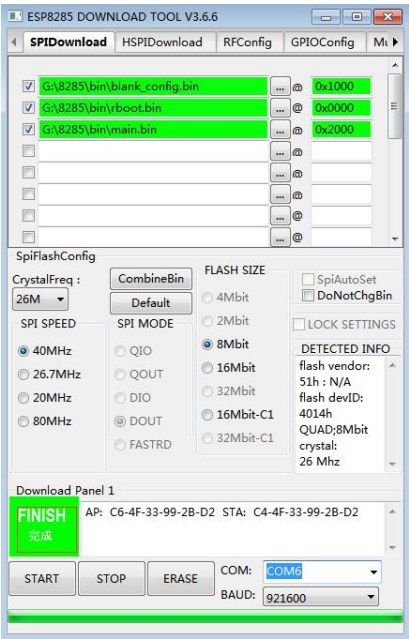 ESP8285 DOWNLOAD TOOL V3.6.6
SPIDownload HSPIDownload RFConfig GPIOConfig Mu
G:\8285\bin\blank_config.bin ... @ 0x1000
G:\8285\bin\rboot.bin ... @ 0x0000
G:\8285\bin\main.bin ... @ 0x2000
... @
... @
... @
... @
... @
SpiFlashConfig
CrystalFreq :
26M
CombineBin
Default
SPI SPEED
40MHz
26.7MHz
20MHz
80MHz
SPI MODE
QIO
QOUT
DIO
DOUT
FASTRD
FLASH SIZE
4Mbit
2Mbit
8Mbit
16Mbit
32Mbit
16Mbit-C1
32Mbit-C1
SpiAutoSet
DoNotChgBin
LOCK SETTINGS
DETECTED INFO
flash vendor:
51h : N/A
flash devID:
4014h
QUAD;8Mbit
crystal:
26 Mhz
Download Panel 1
FINISH
完成
AP: C6-4F-33-99-2B-D2 STA: C4-4F-33-99-2B-D2
START STOP ERASE
COM: COM6
BAUD: 921600